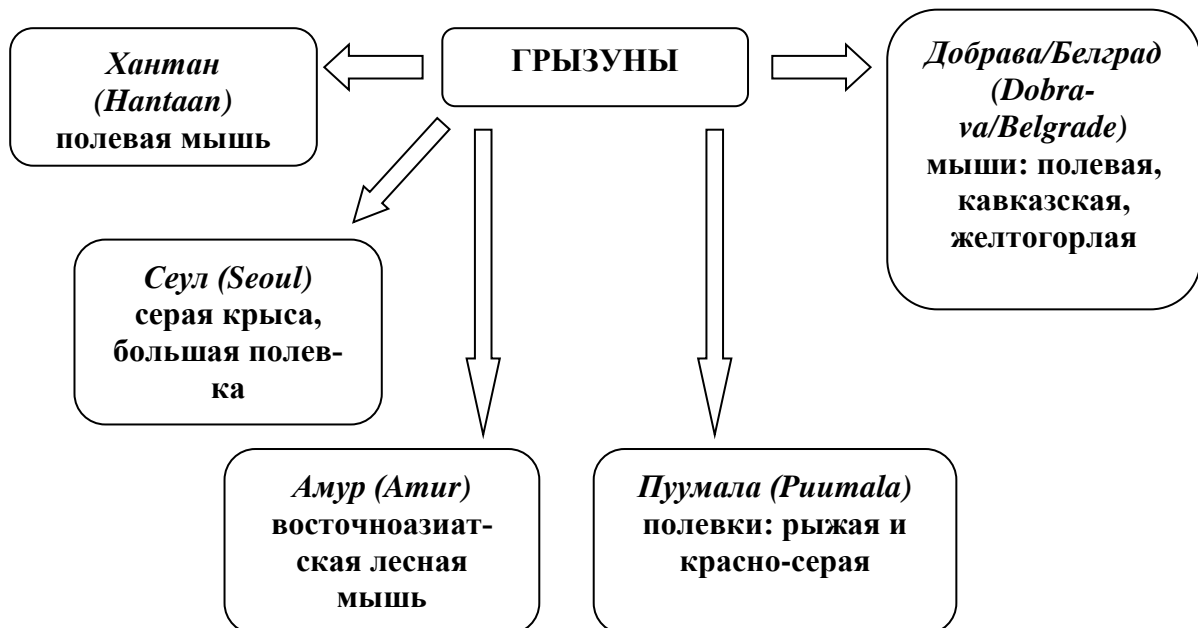 ГРЫЗУНЫ
Хантан
(Hantaan)
полевая мышь
Добрава/Белград
(Dobra-
va/Belgrade)
мыши: полевая,
кавказская,
желтогорлая
Сеул (Seoul)
серая крыса,
большая полев-
ка
Амур (Amur)
восточноазиат-
ская лесная
мышь
Пуумала (Puumala)
полевки: рыжая и
красно-серая